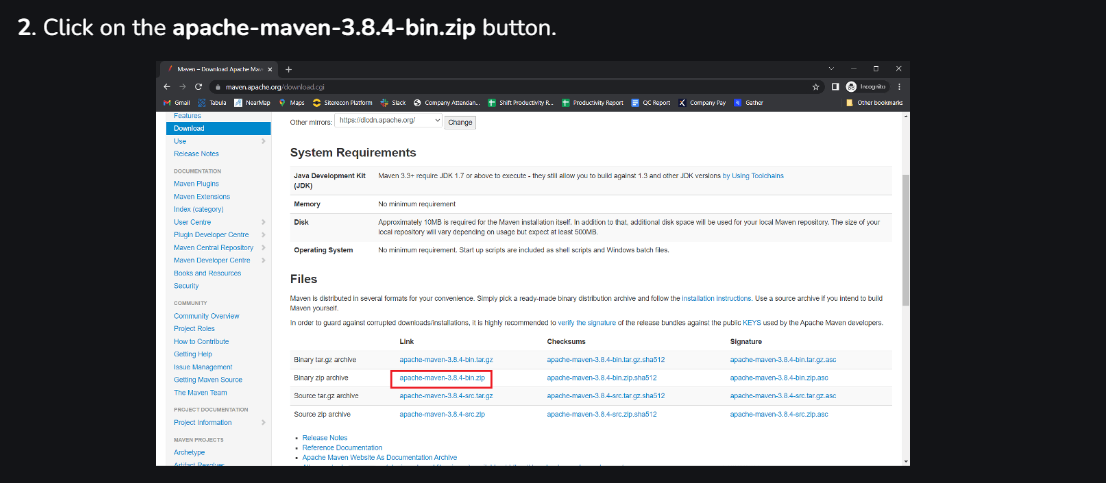 2. Click on the apache-maven-3.8.4-bin.zip button.
Maven – Download Apache Mav
maven.apache.org/download.cgi
Incognito
Gmail Tabula NearMap Maps Siterecon Platform Slack Company Attendan... Shift Productivity R... Productivity Report QC Report Company Pay Gather Other bookmarks
Features
Download
Use
Release Notes
DOCUMENTATION
Maven Plugins
Maven Extensions
Index (category)
User Centre
Plugin Developer Centre
Maven Central Repository
Maven Developer Centre
Books and Resources
Security
COMMUNITY
Community Overview
Project Roles
How to Contribute
Getting Help
Issue Management
Getting Maven Source
The Maven Team
PROJECT DOCUMENTATION
Project Information
MAVEN PROJECTS
Archetype
Artifact Resolver
Other mirrors: https://dlcdn.apache.org/ Change
System Requirements
Java Development Kit (JDK) Maven 3.3+ require JDK 1.7 or above to execute - they still allow you to build against 1.3 and other JDK versions by Using Toolchains
Memory No minimum requirement
Disk Approximately 10MB is required for the Maven installation itself. In addition to that, additional disk space will be used for your local Maven repository. The size of your
local repository will vary depending on usage but expect at least 500MB.
Operating System No minimum requirement. Start up scripts are included as shell scripts and Windows batch files.
Files
Maven is distributed in several formats for your convenience. Simply pick a ready-made binary distribution archive and follow the installation instructions. Use a source archive if you intend to build
Maven yourself.
In order to guard against corrupted downloads/installations, it is highly recommended to verify the signature of the release bundles against the public KEYS used by the Apache Maven developers.
Link Checksums Signature
Binary tar.gz archive apache-maven-3.8.4-bin.tar.gz apache-maven-3.8.4-bin.tar.gz.sha512 apache-maven-3.8.4-bin.tar.gz.asc
Binary zip archive apache-maven-3.8.4-bin.zip apache-maven-3.8.4-bin.zip.sha512 apache-maven-3.8.4-bin.zip.asc
Source tar.gz archive apache-maven-3.8.4-src.tar.gz apache-maven-3.8.4-src.tar.gz.sha512 apache-maven-3.8.4-src.tar.gz.asc
Source zip archive apache-maven-3.8.4-src.zip apache-maven-3.8.4-src.zip.sha512 apache-maven-3.8.4-src.zip.asc
Release Notes
Reference Documentation
Apache Maven Website As Documentation Archive